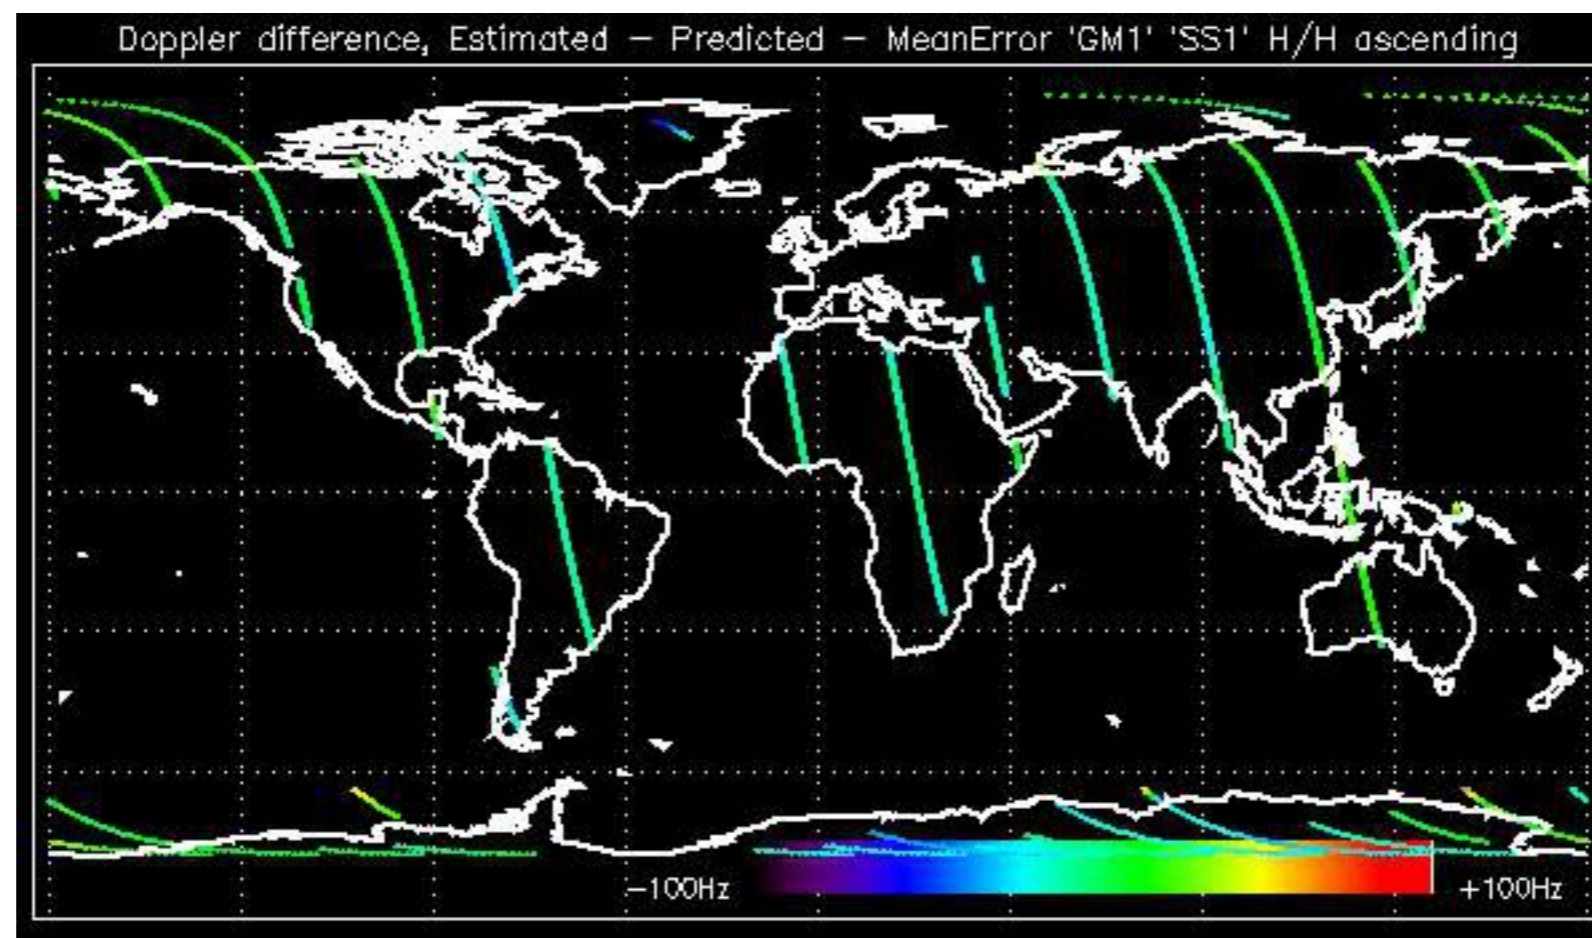 Doppler difference, Estimated – Predicted – MeanError 'GM1' 'SS1' H/H ascending
–100Hz
+100Hz